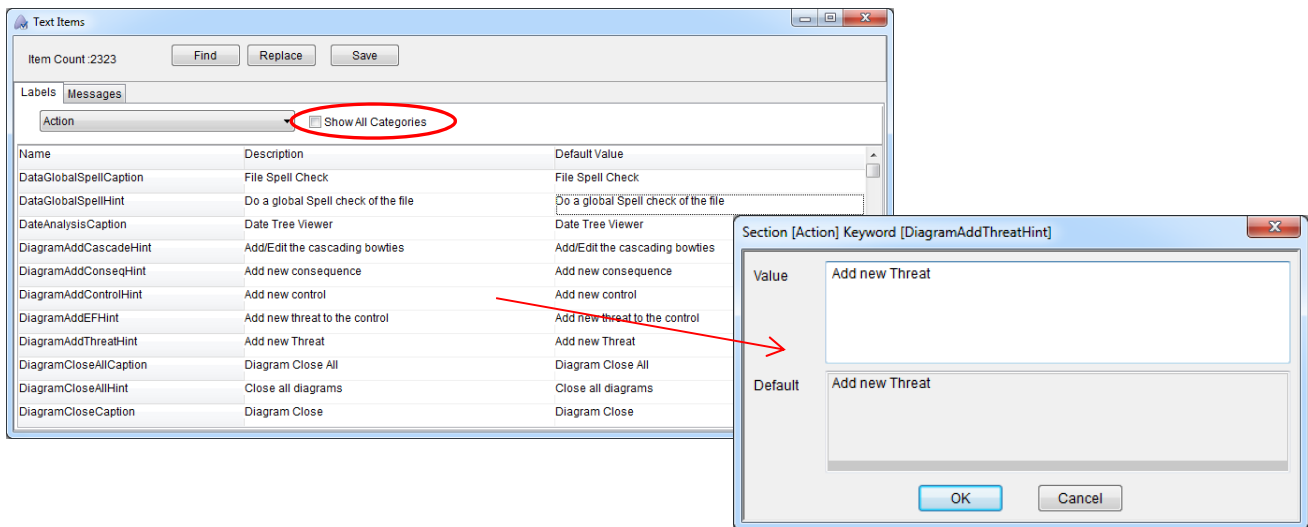 Text Items
Item Count :2323 Find Replace Save
Labels Messages
Action Show All Categories
Name Description Default Value
DataGlobalSpellCaption File Spell Check File Spell Check
DataGlobalSpellHint Do a global Spell check of the file Do a global Spell check of the file
DateAnalysisCaption Date Tree Viewer Date Tree Viewer
DiagramAddCascadeHint Add/Edit the cascading bowties Add/Edit the cascading bowties
DiagramAddConseqHint Add new consequence Add new consequence
DiagramAddControlHint Add new control Add new control
DiagramAddEFHint Add new threat to the control Add new threat to the control
DiagramAddThreatHint Add new Threat Add new Threat
DiagramCloseAllCaption Diagram Close All Diagram Close All
DiagramCloseAllHint Close all diagrams Close all diagrams
DiagramCloseCaption Diagram Close Diagram Close
Section [Action] Keyword [DiagramAddThreatHint]
Value Add new Threat
Default Add new Threat
OK Cancel